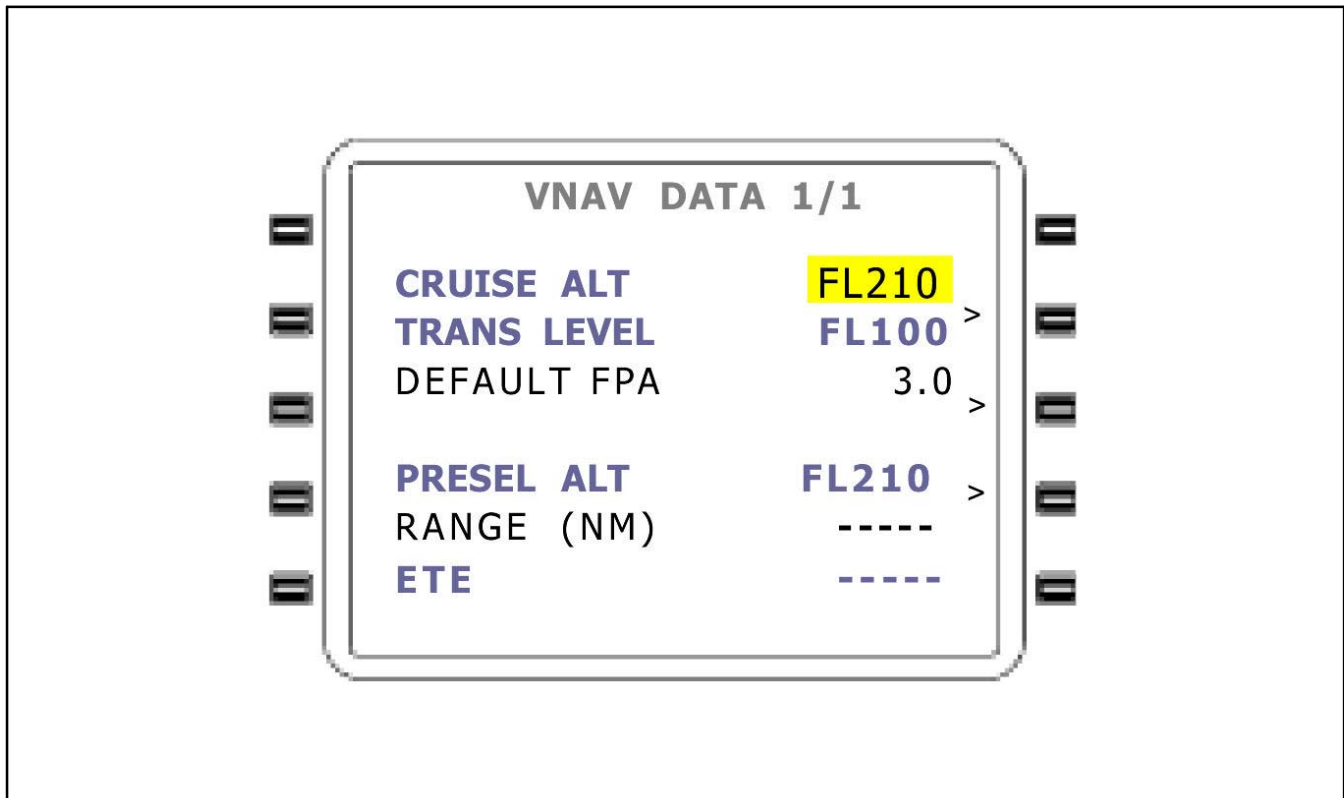 VNAV DATA 1/1
CRUISE ALT FL210
TRANS LEVEL FL100 >
DEFAULT FPA 3.0
>
PRESEL ALT FL210 >
RANGE (NM) -----
ETE -----